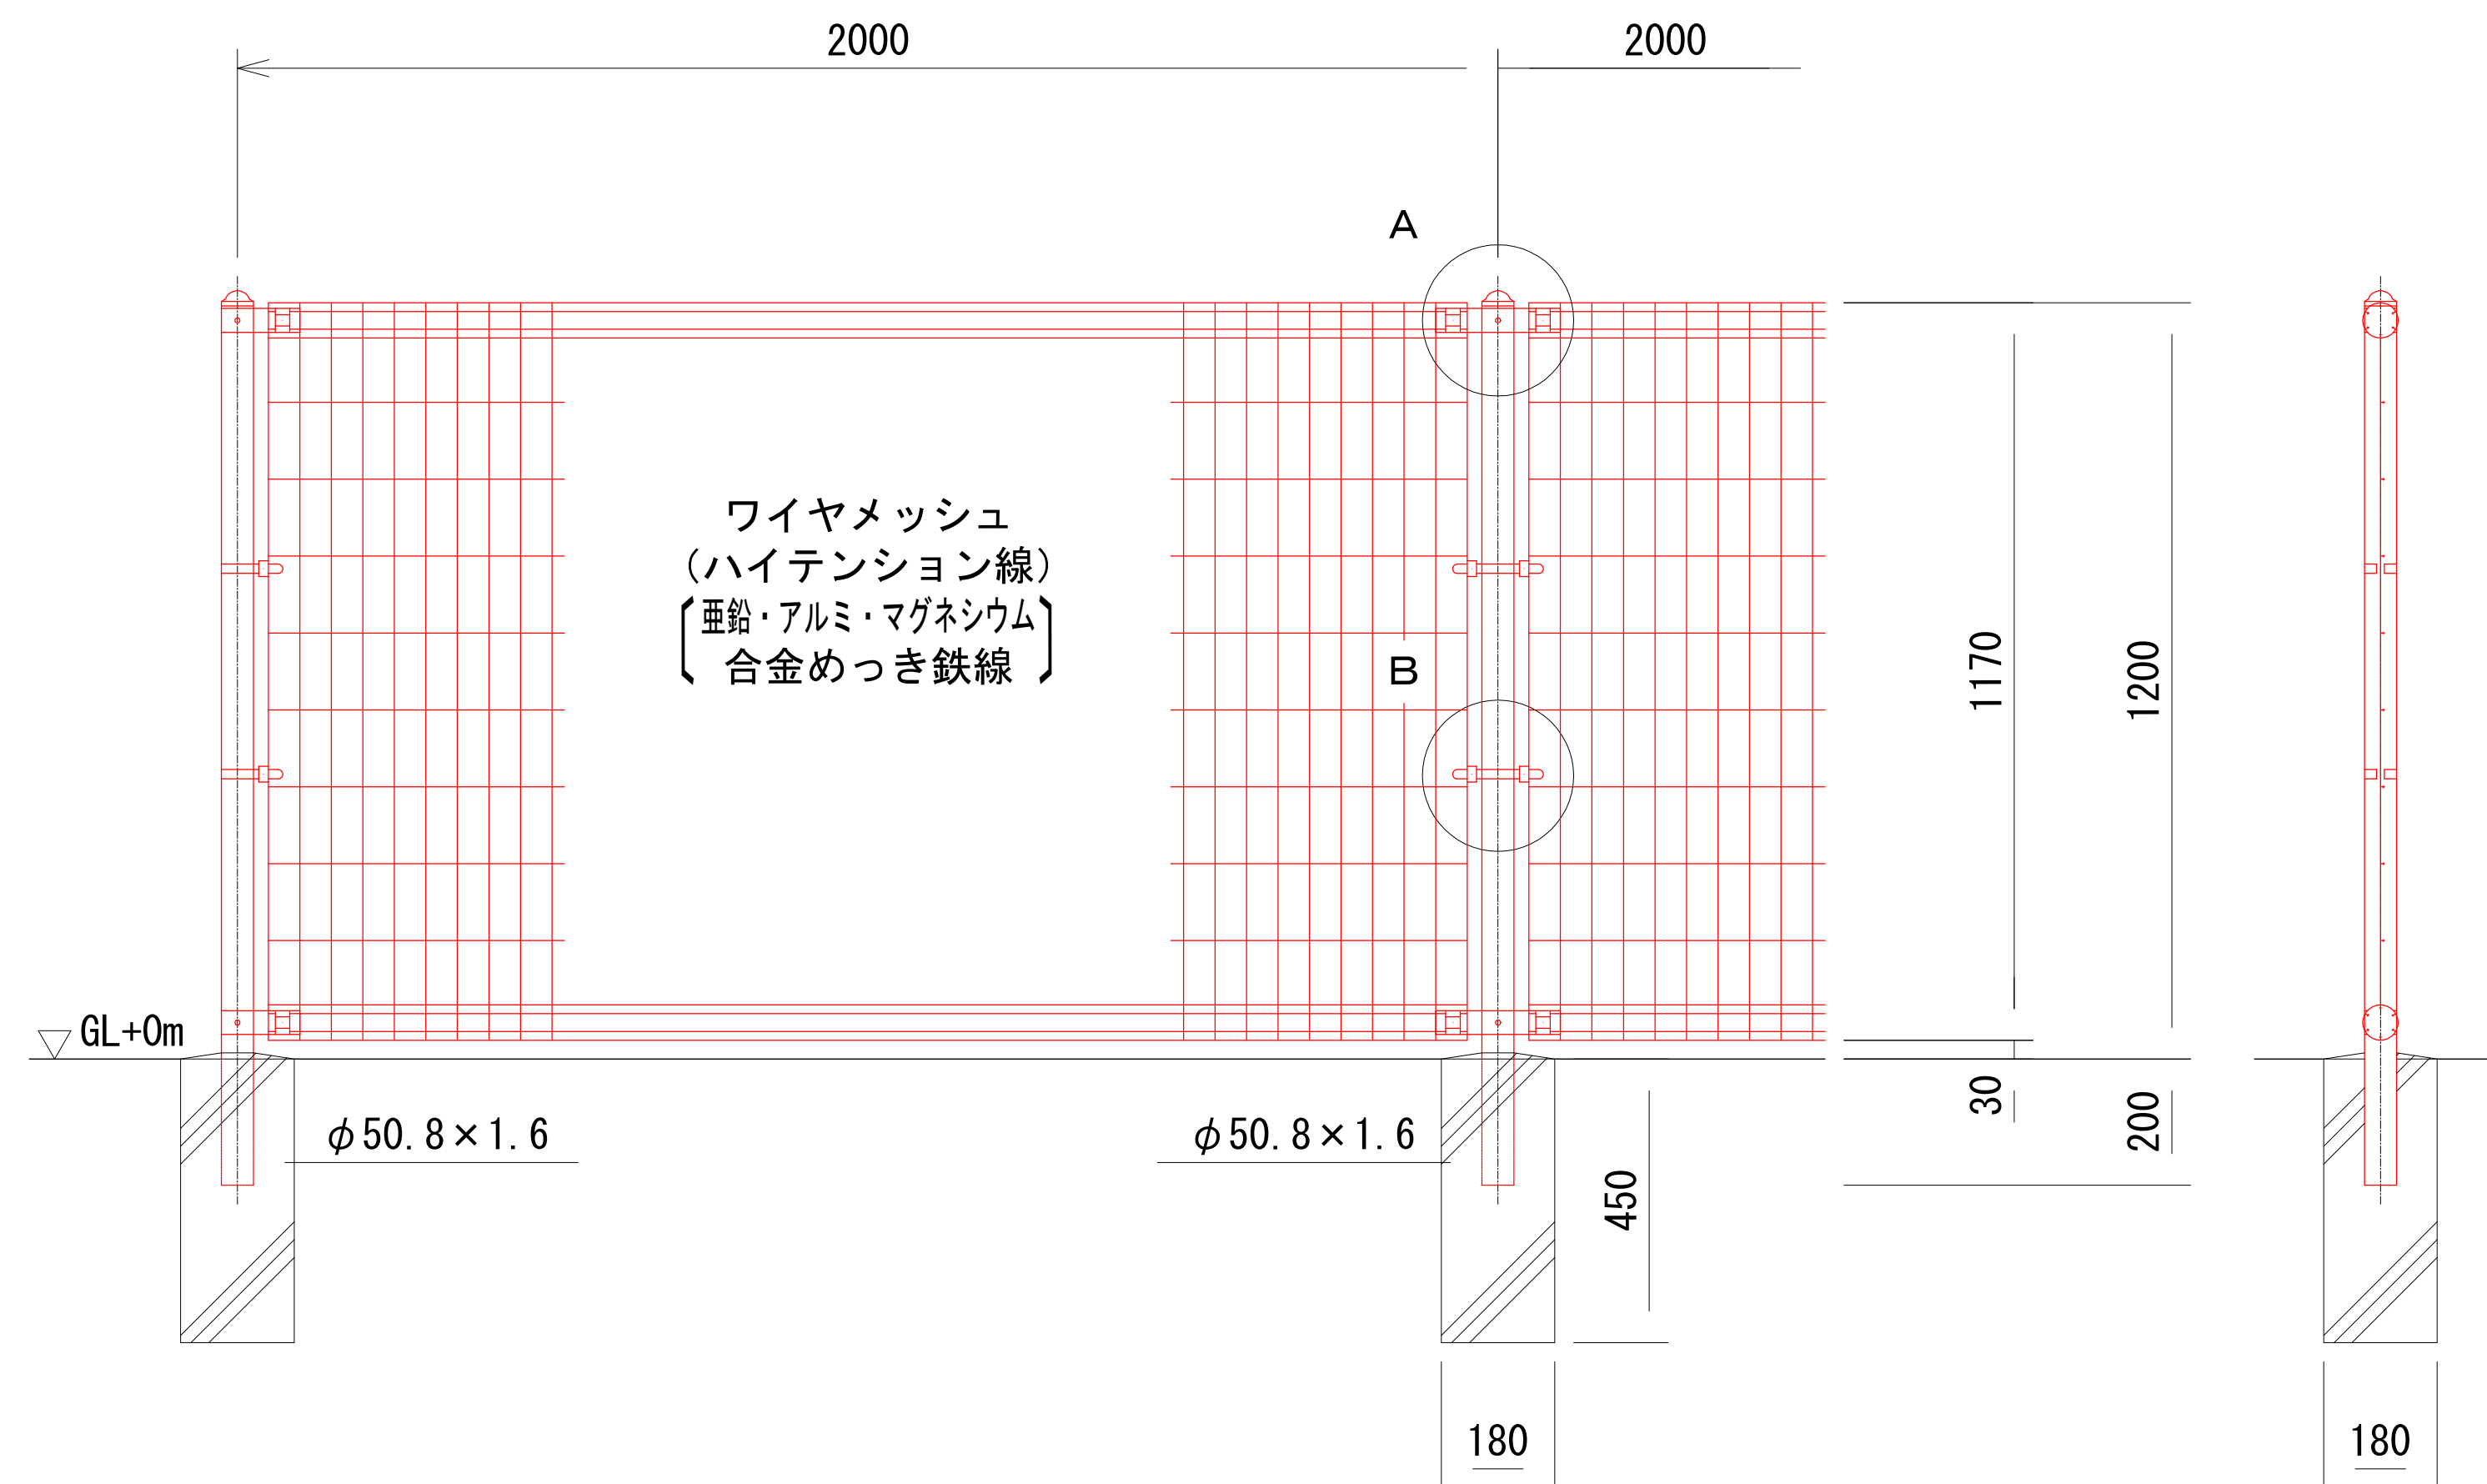 2000
2000
A
ワイヤメッシュ
(ハイテンション線)
亜鉛・アルミ・マグネシウム
合金めっき鉄線
B
1170
1200
GL+0m
30
200
φ50.8×1.6
φ50.8×1.6
450
180
180